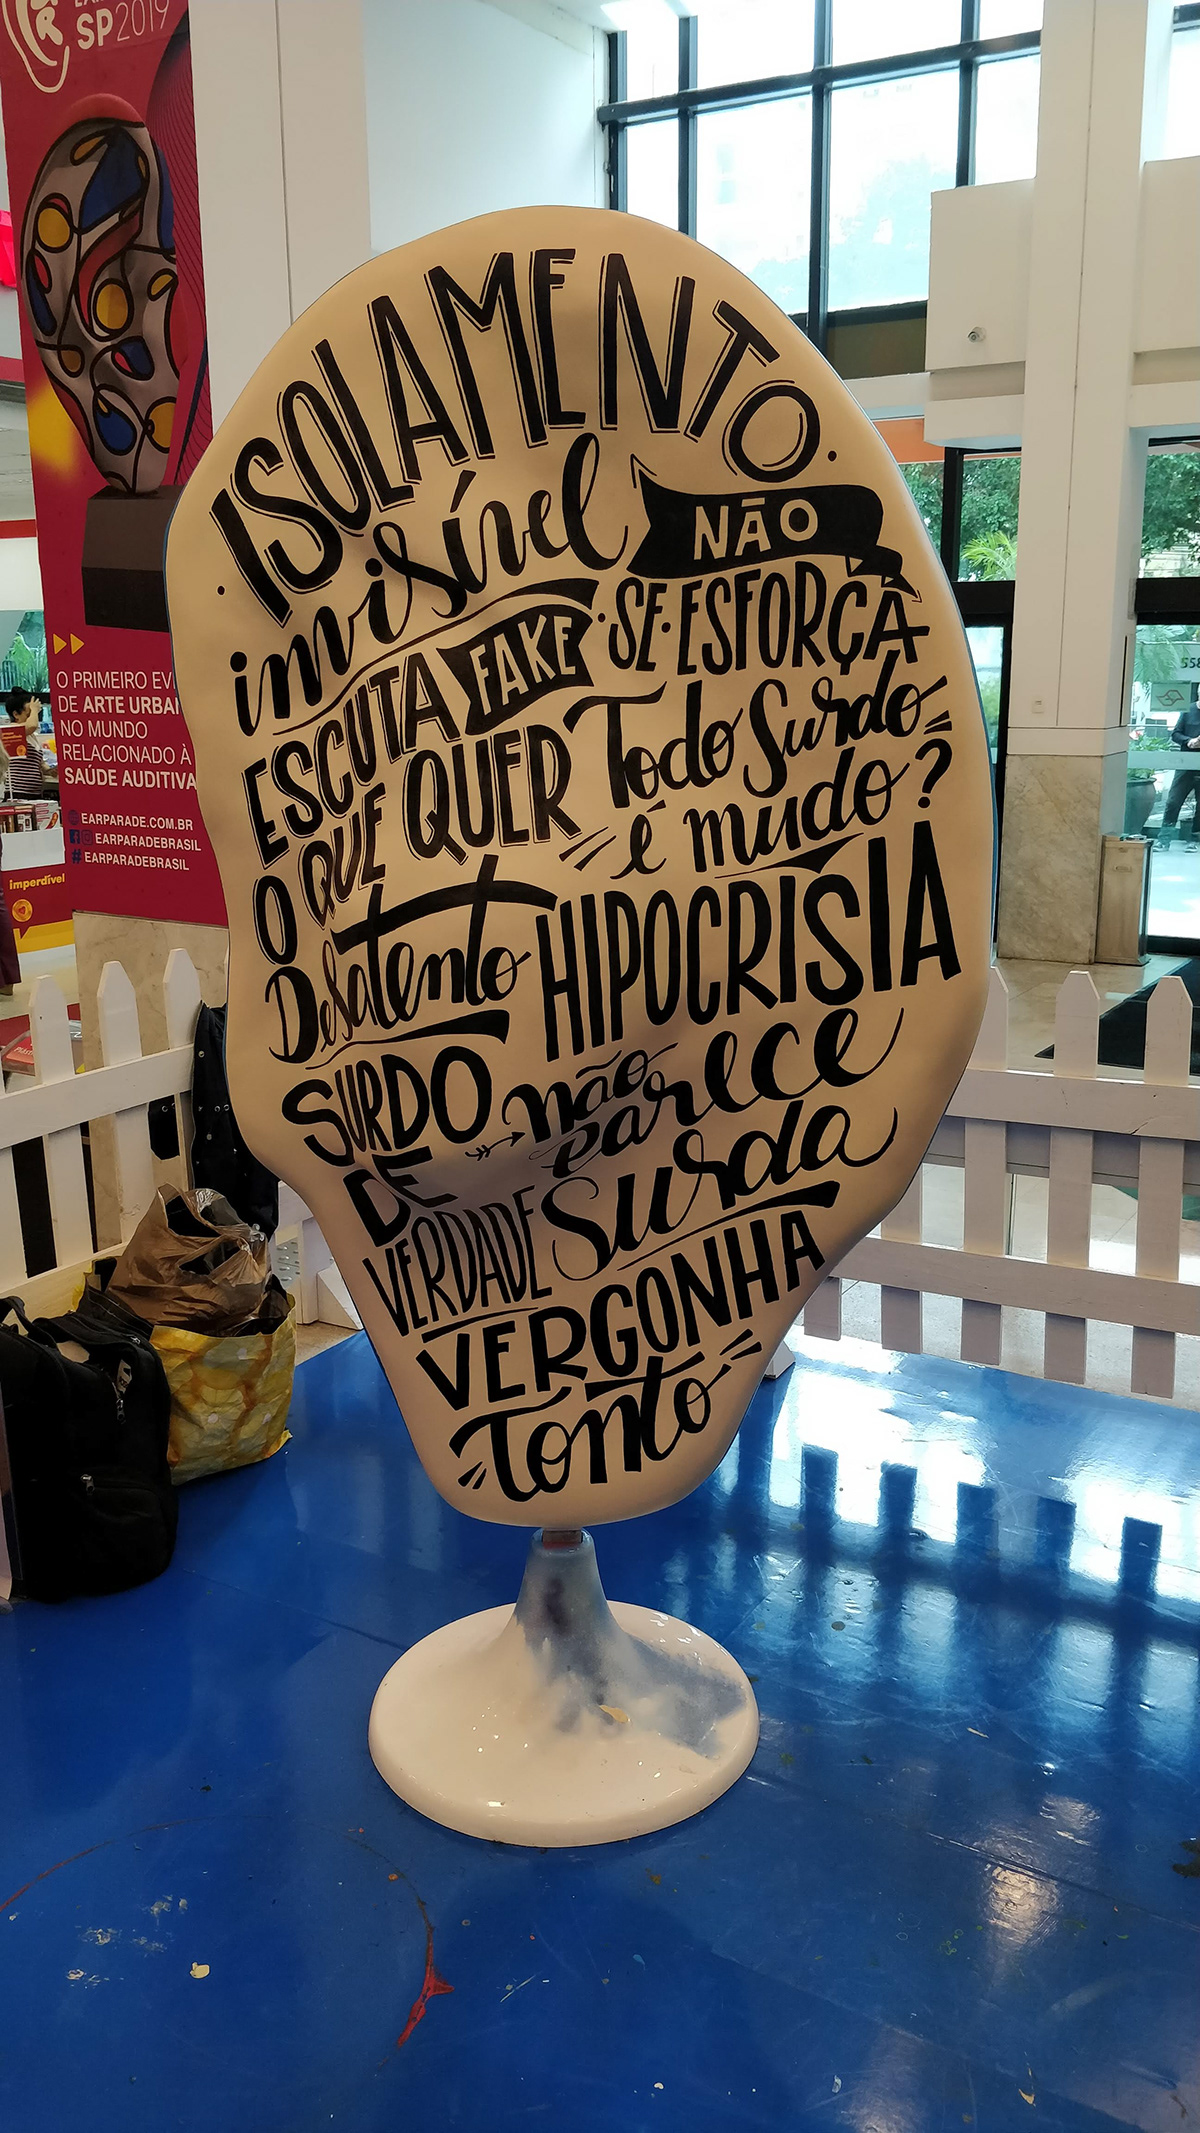 SP2019
O PRIMEIRO EV
DE ARTE URBAN
NO MUNDO
RELACIONADO À
SAÚDE AUDITIVA
EARPARADE.COM.BR
EARPARADEBRASIL
# EARPARADEBRASIL
imperdível
ISOLAMENTO
invisível
NÃO
SE ESFORÇA
FAKE
ESCUTA
O QUE QUER
Todo Surdo
é mudo?
Desatento
HIPOCRISIA
SURDO
DE
VERDADE
não
parece
Surda
VERGONHA
Tonto
558